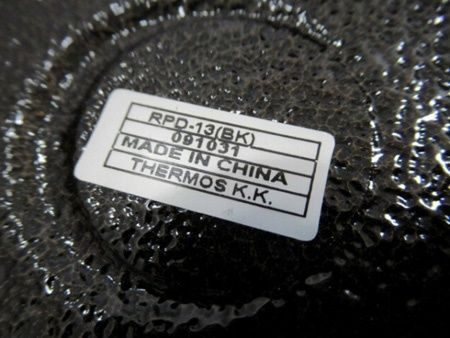 RPD-13(BK)
091031
MADE IN CHINA
THERMOS K.K.